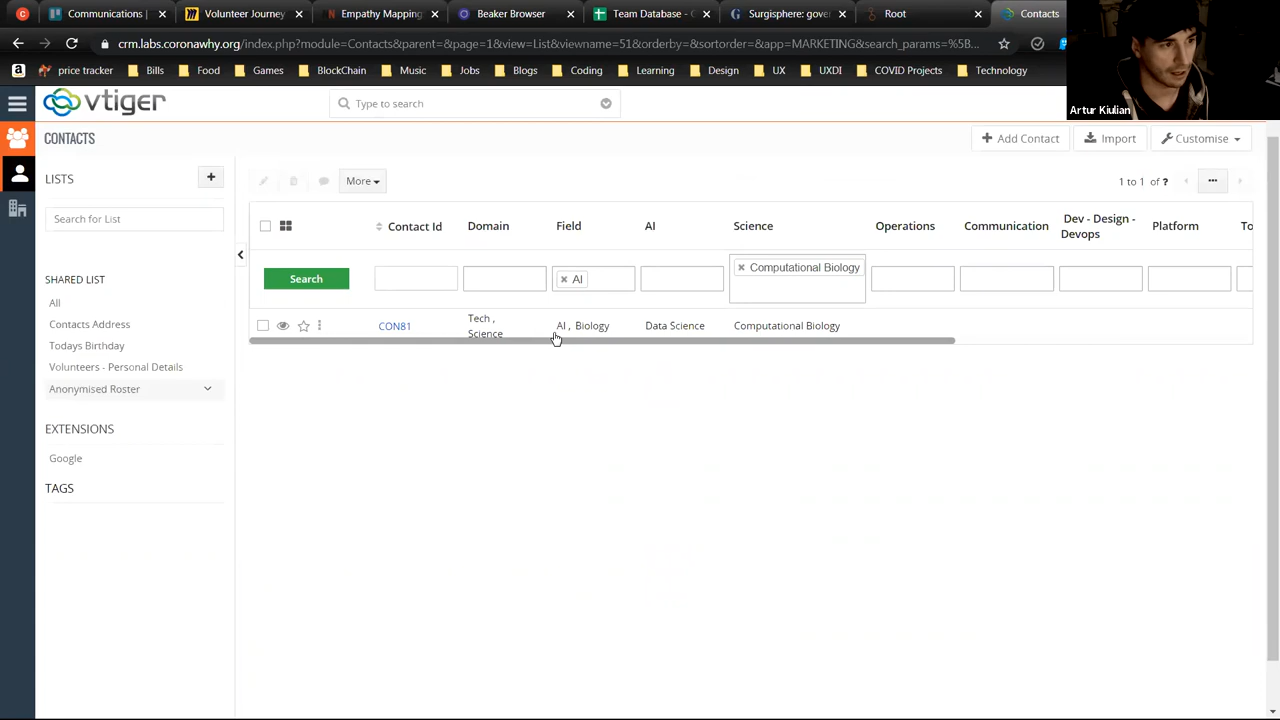 Communications |
Volunteer Journey
Empathy Mapping
Beaker Browser
Team Database - G
Surgisphere: gover
Root
Contacts
crm.labs.coronawhy.org/index.php?module=Contacts&parent=&page=1&view=List&viewname=51&orderby=&sortorder=&app=MARKETING&search_params=%5B...
price tracker
Bills
Food
Games
BlockChain
Music
Jobs
Blogs
Coding
Learning
Design
UX
UXDI
COVID Projects
Technology
Artur Kiulian
vtiger
Type to search
CONTACTS
Add Contact
Import
Customise
LISTS
More
1 to 1 of ?
Search for List
Contact Id
Domain
Field
AI
Science
Operations
Communication
Dev - Design -
Devops
Platform
To
Search
AI
Computational Biology
SHARED LIST
All
Contacts Address
Todays Birthday
Volunteers - Personal Details
Anonymised Roster
CON81
Tech ,
Science
AI , Biology
Data Science
Computational Biology
EXTENSIONS
Google
TAGS